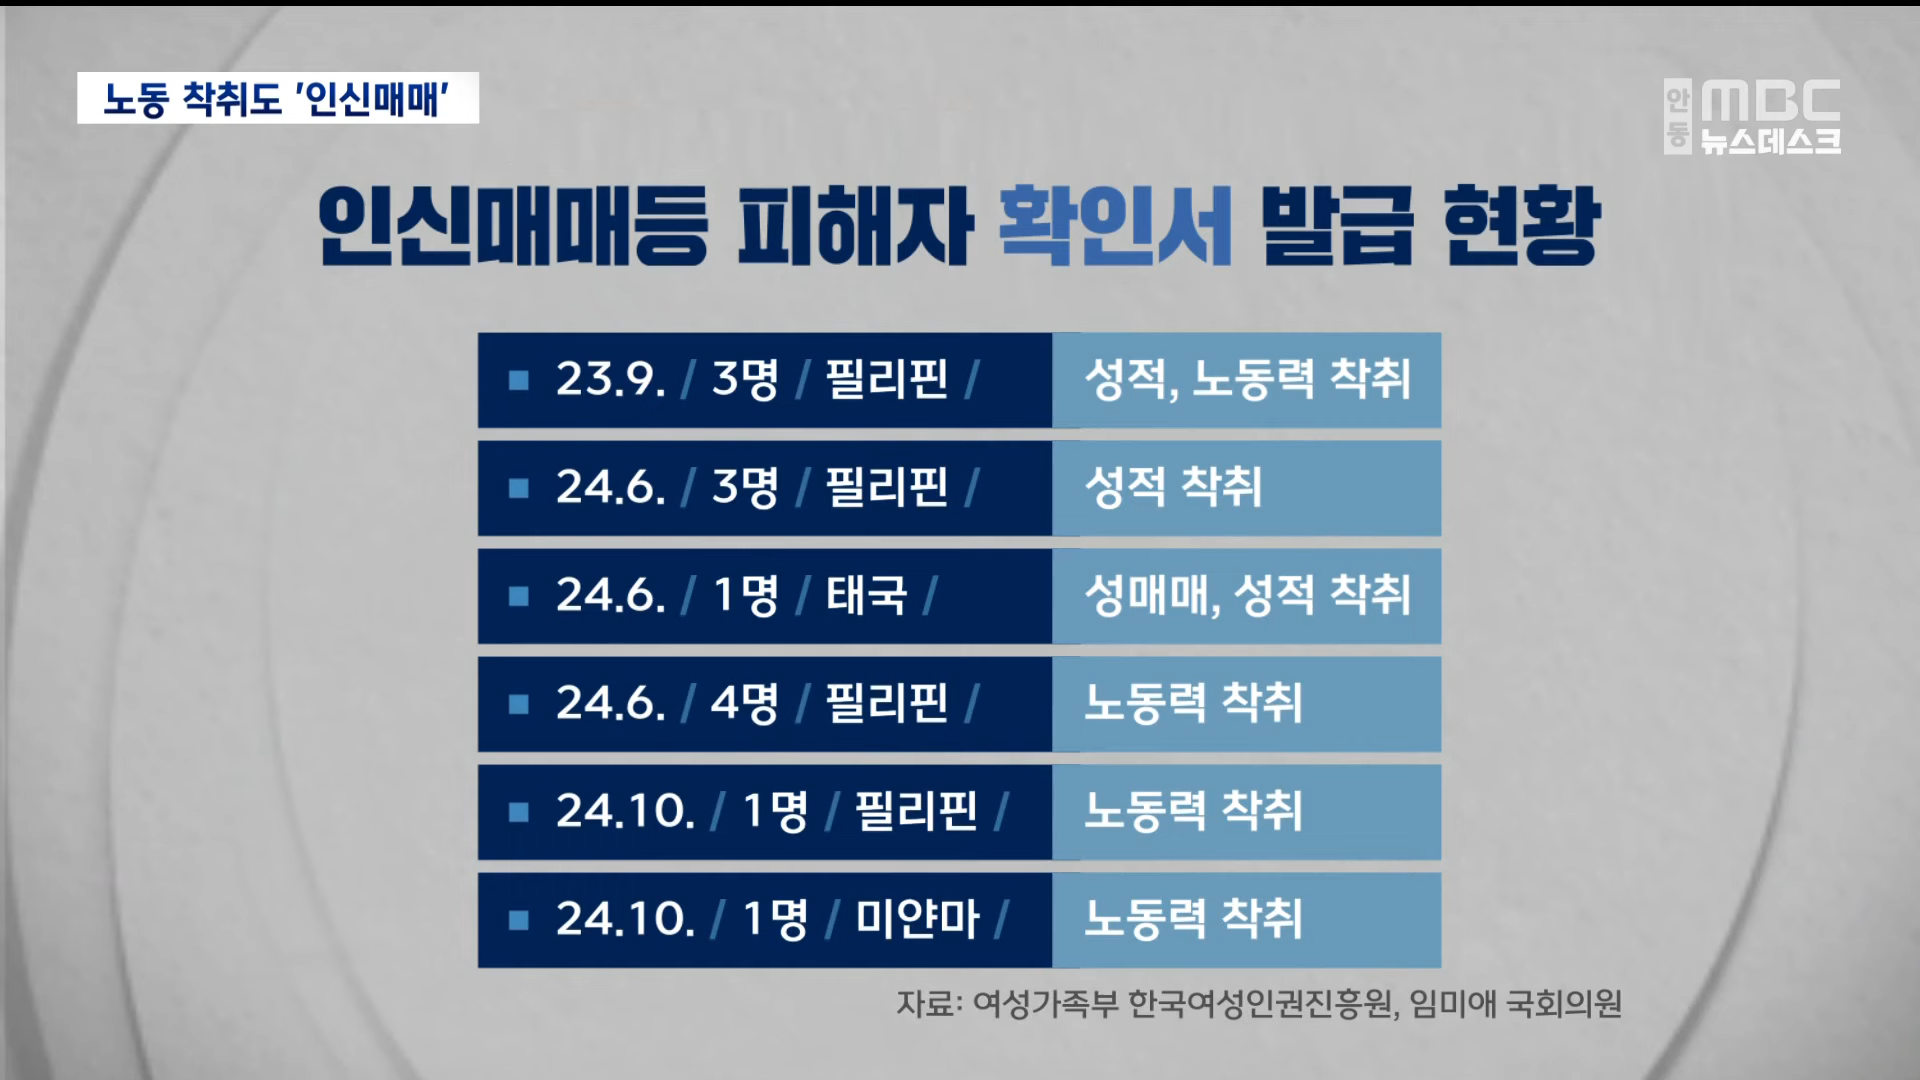 노동 착취도 '인신매매'
안동
MBC
뉴스데스크
인신매매등 피해자 확인서 발급 현황
23.9. / 3명 / 필리핀 / 성적, 노동력 착취
24.6. / 3명 / 필리핀 / 성적 착취
24.6. / 1명 / 태국 / 성매매, 성적 착취
24.6. / 4명 / 필리핀 / 노동력 착취
24.10. / 1명 / 필리핀 / 노동력 착취
24.10. / 1명 / 미얀마 / 노동력 착취
자료: 여성가족부 한국여성인권진흥원, 임미애 국회의원